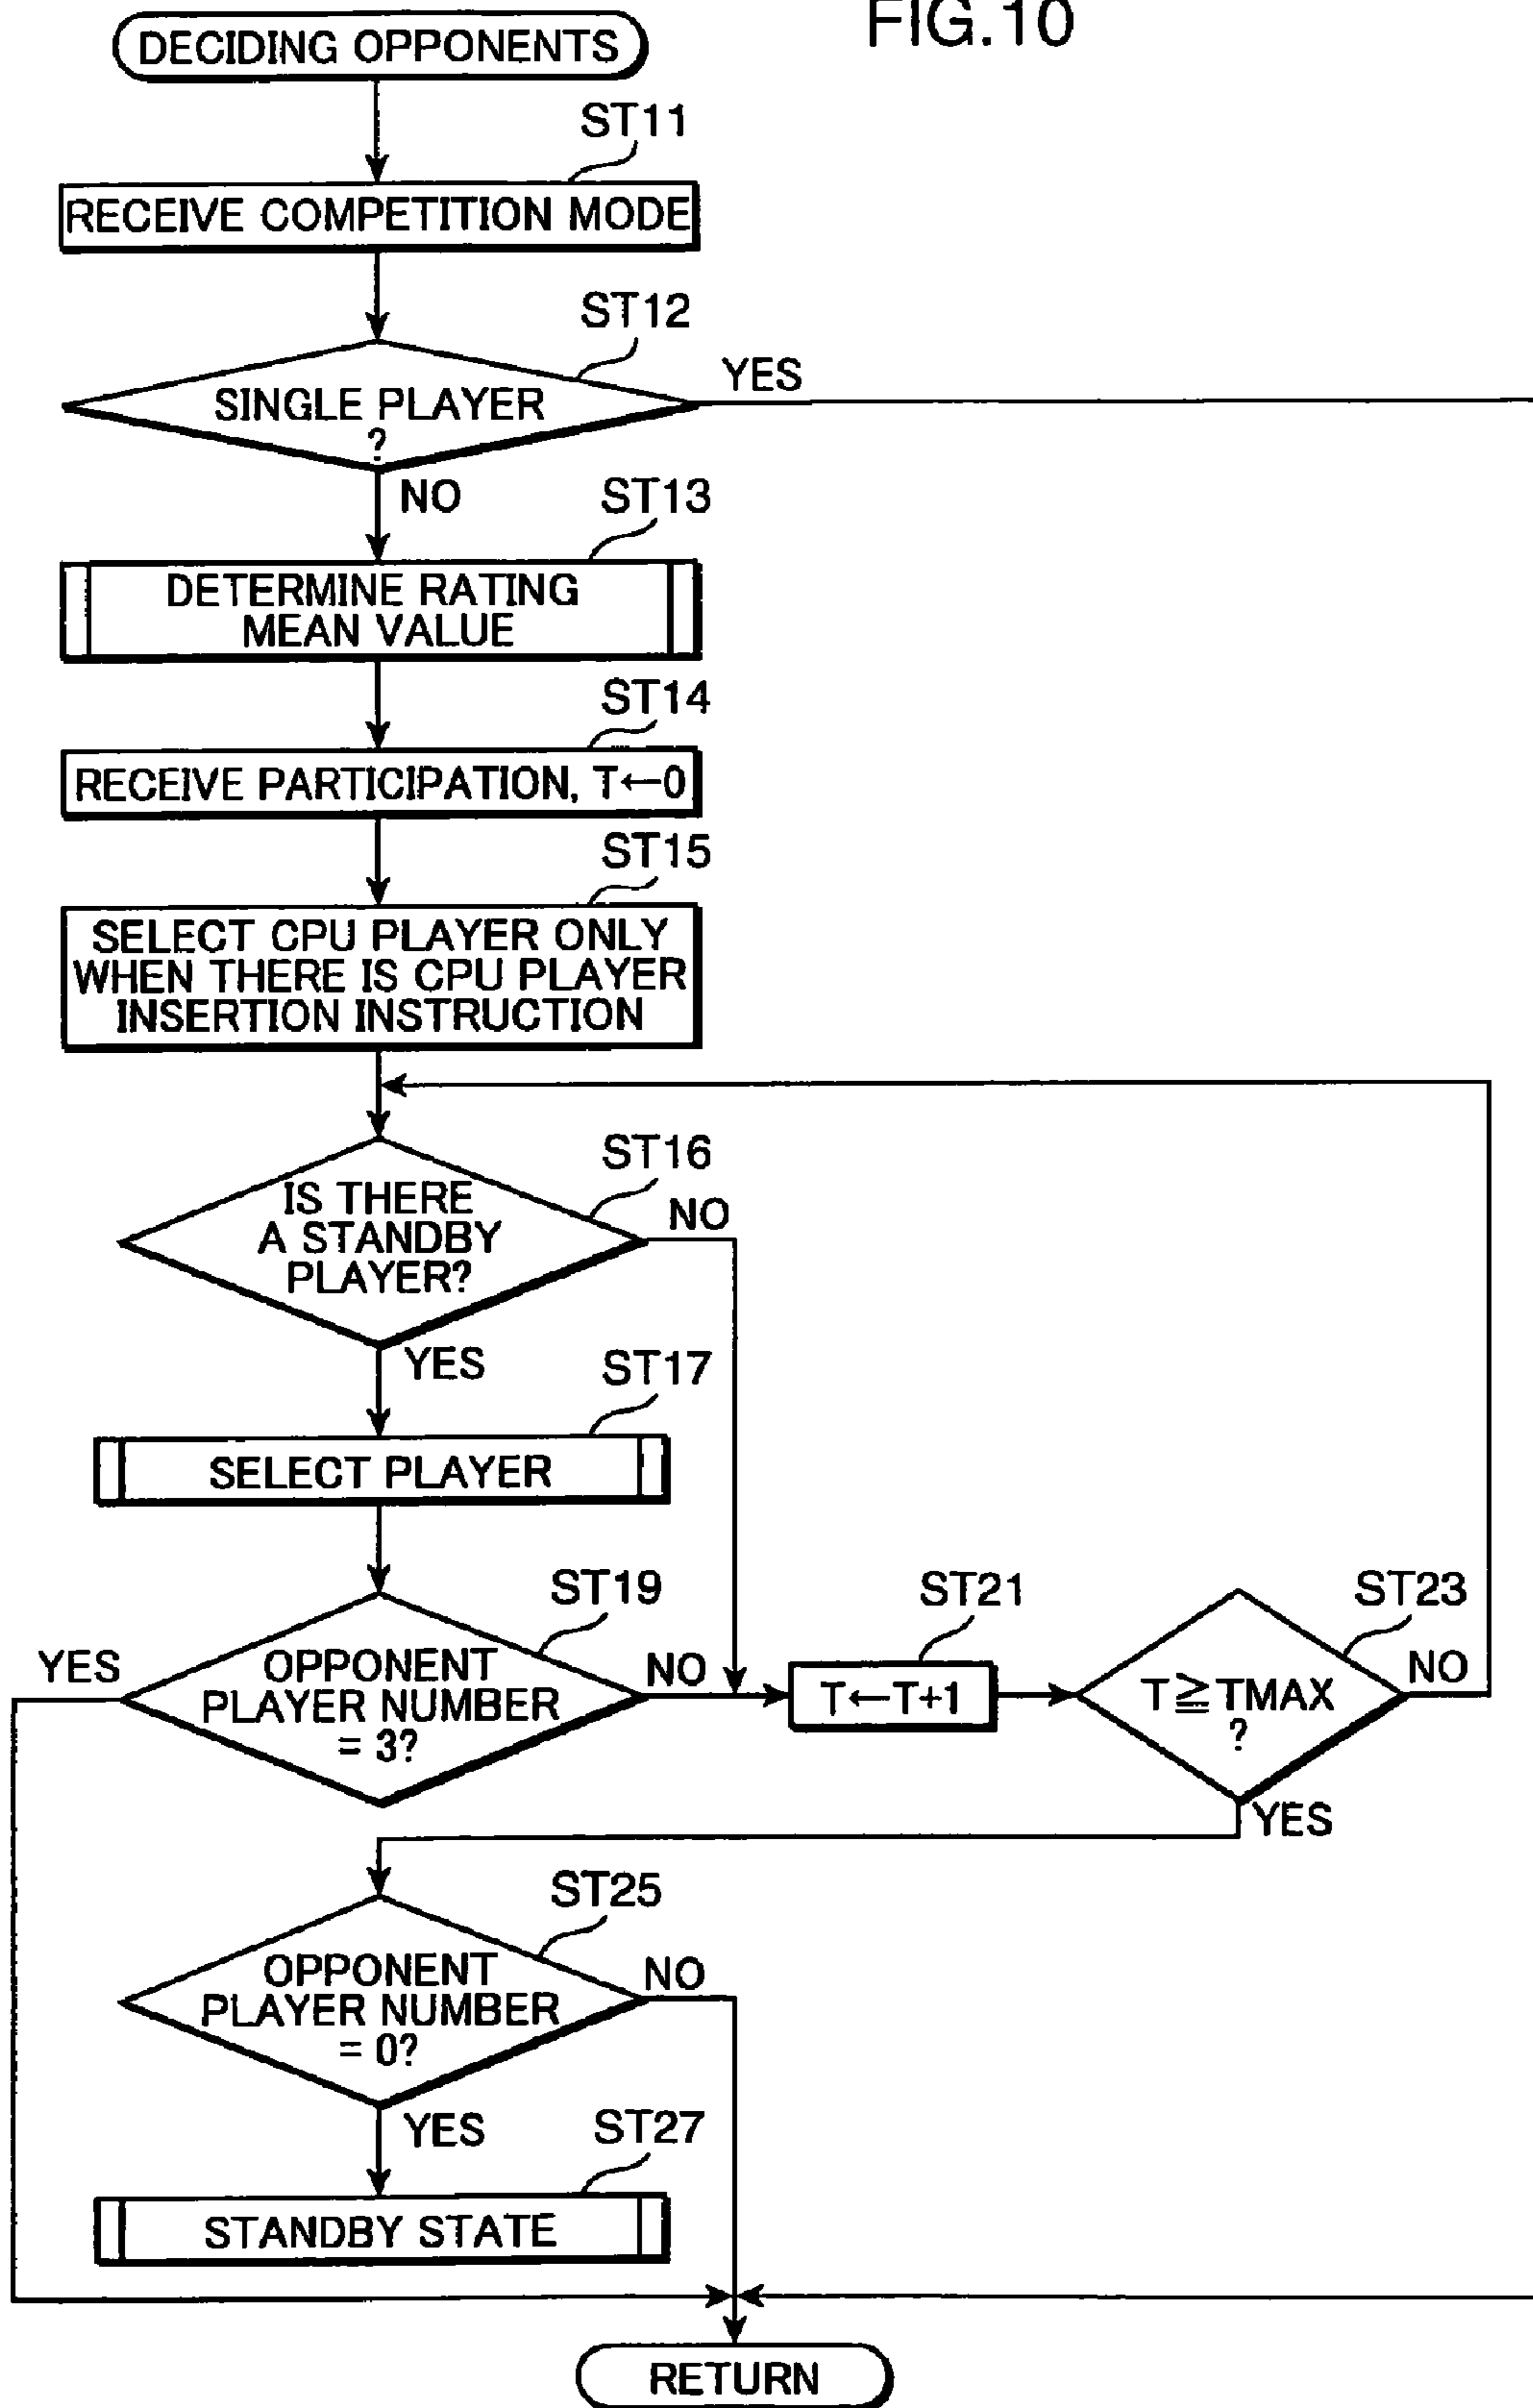 FIG.10
DECIDING OPPONENTS
ST11
RECEIVE COMPETITION MODE
ST12
SINGLE PLAYER
?
YES
NO
ST13
DETERMINE RATING
MEAN VALUE
ST14
RECEIVE PARTICIPATION, T←0
ST15
SELECT CPU PLAYER ONLY
WHEN THERE IS CPU PLAYER
INSERTION INSTRUCTION
ST16
IS THERE
A STANDBY
PLAYER?
NO
YES
ST17
SELECT PLAYER
ST19
OPPONENT
PLAYER NUMBER
= 3?
YES
NO
ST21
T←T+1
ST23
T≧TMAX
?
NO
YES
ST25
OPPONENT
PLAYER NUMBER
= 0?
NO
YES
ST27
STANDBY STATE
RETURN